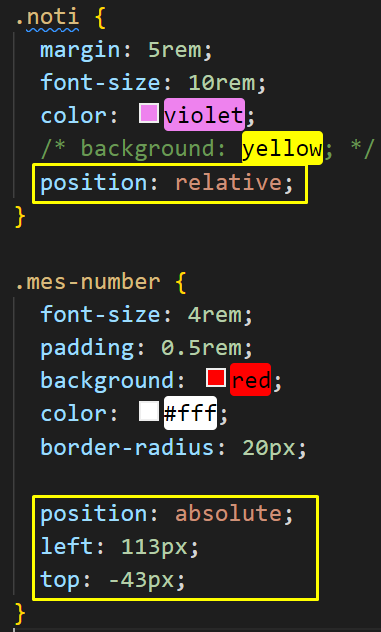 .noti {
margin: 5rem;
font-size: 10rem;
color: violet;
/* background: yellow; */
position: relative;
}
.mes-number {
font-size: 4rem;
padding: 0.5rem;
background: red;
color: #fff;
border-radius: 20px;
position: absolute;
left: 113px;
top: -43px;
}